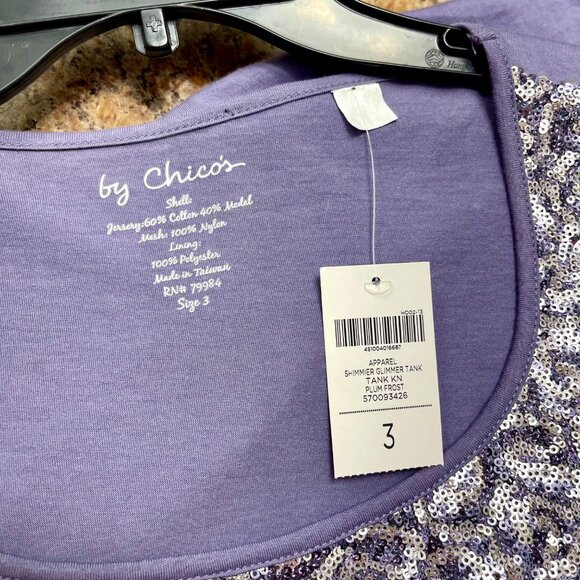 by Chico's
Shell:
Jersery:60% Cotton 40% Modal
Mesh: 100% Nylon
Lining:
100% Polyester
Made in Taiwan
RN# 79984
Size 3
H002-13
451004016687
APPAREL
SHIMMIER GLIMMER TANK
TANK KN
PLUM FROST
570093426
3